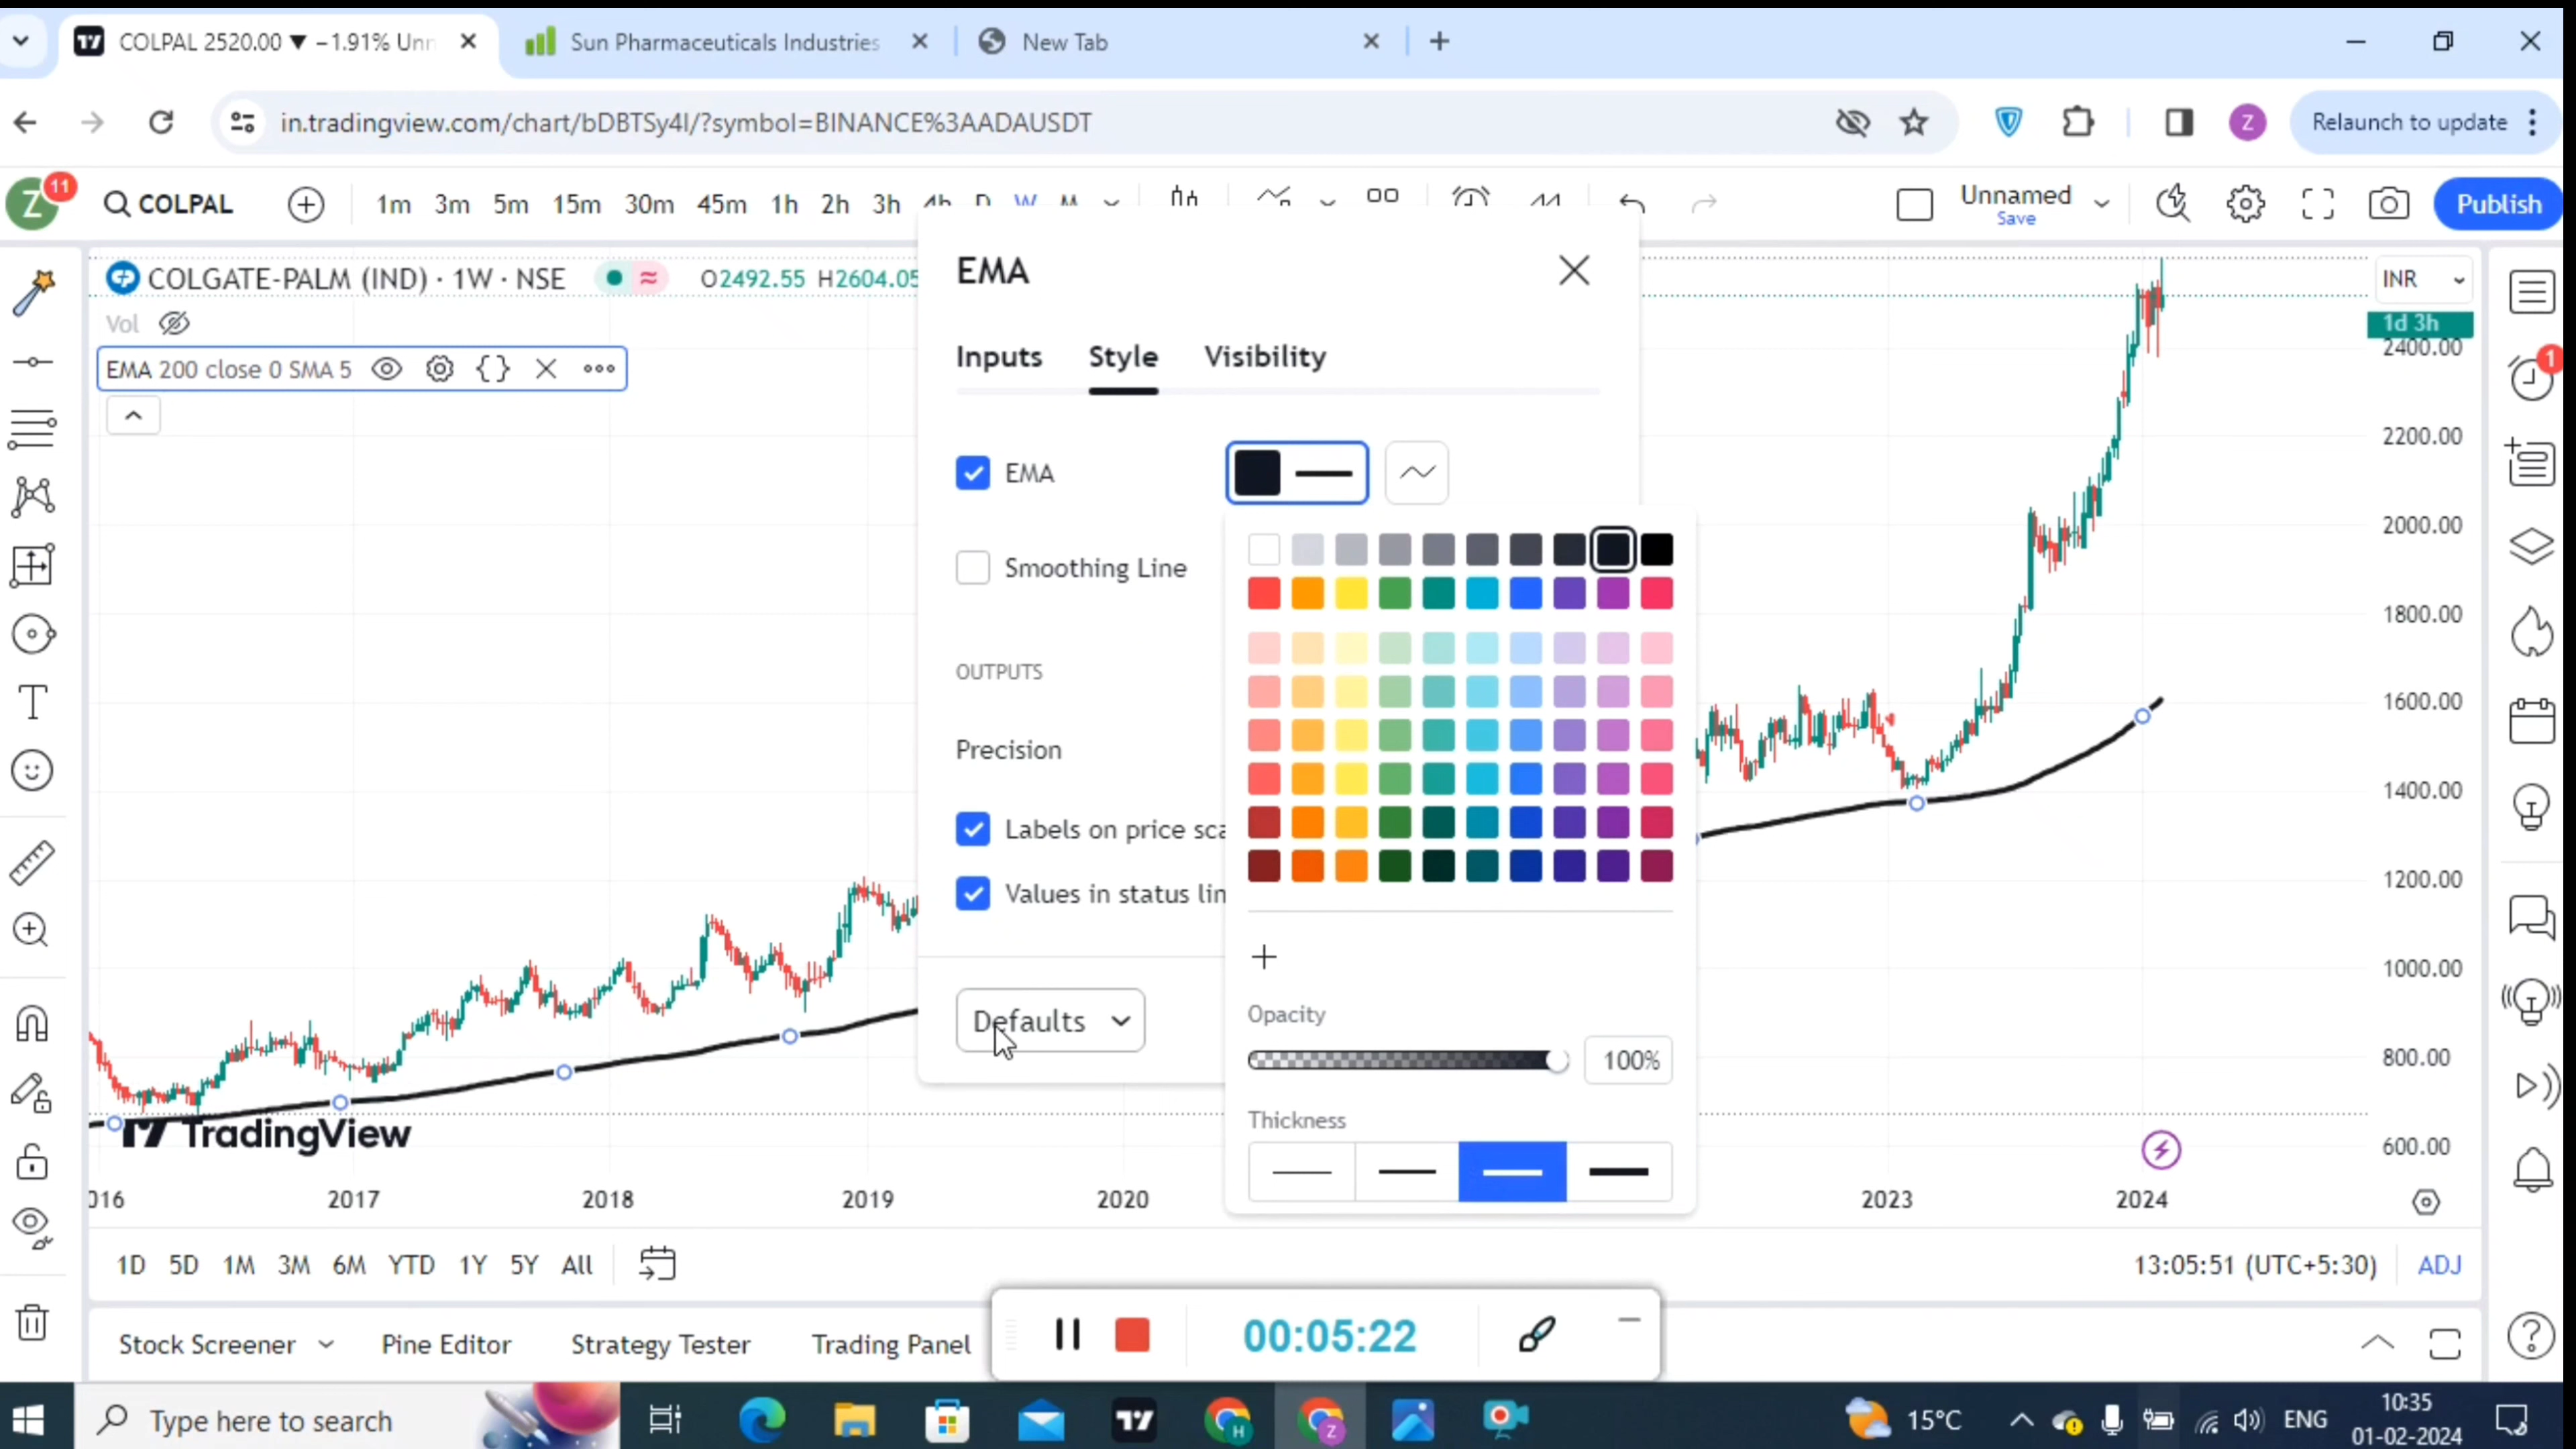 COLPAL 2520.00 ▼ −1.91% Unn
Sun Pharmaceuticals Industries
New Tab
in.tradingview.com/chart/bDBTSy4I/?symbol=BINANCE%3AADAUSDT
Z
Relaunch to update
Z
11
COLPAL
1m 3m 5m 15m 30m 45m 1h 2h 3h 4h D W M
Unnamed
Save
Publish
COLGATE-PALM (IND) · 1W · NSE
O2492.55 H2604.05
INR
Vol
EMA 200 close 0 SMA 5
EMA
Inputs Style Visibility
EMA
Smoothing Line
OUTPUTS
Precision
Labels on price sca
Values in status lin
Defaults
Opacity
100%
Thickness
1d 3h
2400.00
1
2200.00
2000.00
1800.00
1600.00
1400.00
1200.00
1000.00
800.00
600.00
TradingView
016 2017 2018 2019 2020 2023 2024
1D 5D 1M 3M 6M YTD 1Y 5Y All
13:05:51 (UTC+5:30) ADJ
Stock Screener Pine Editor Strategy Tester Trading Panel
00:05:22
Type here to search
H
Z
15°C
ENG
10:35
01-02-2024